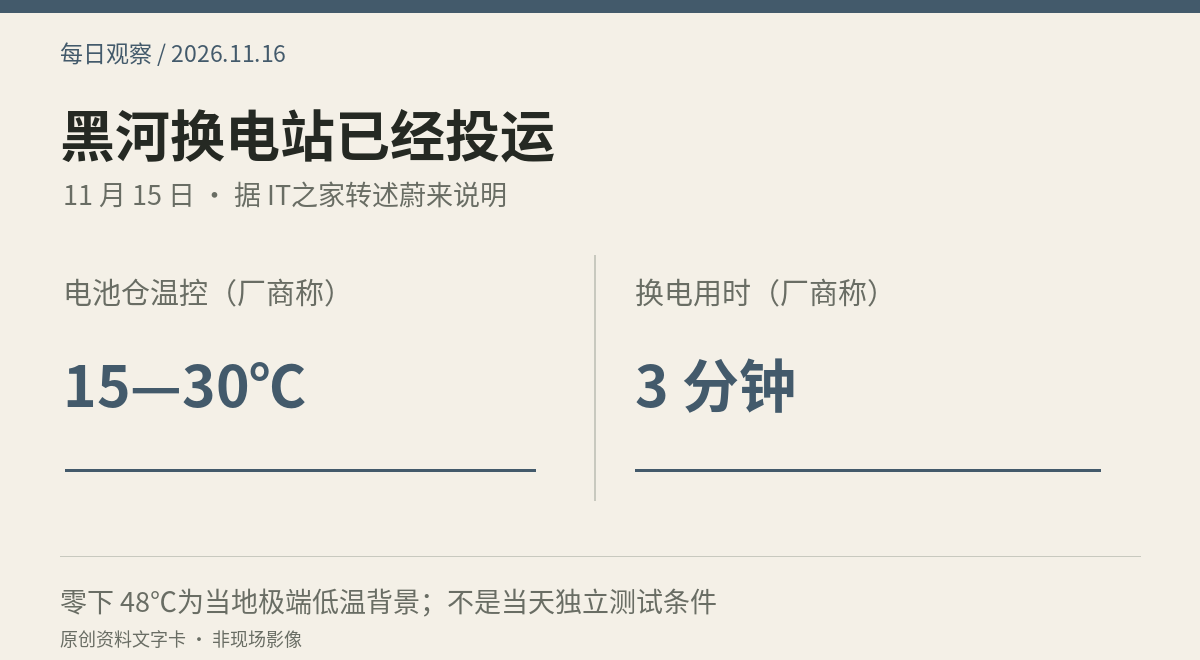 每日观察 / 2026.11.16
黑河换电站已经投运
11 月 15 日 · 据 IT之家转述蔚来说明
电池仓温控（厂商称）
15—30℃
换电用时（厂商称）
3 分钟
零下 48℃为当地极端低温背景；不是当天独立测试条件
原创资料文字卡 · 非现场影像